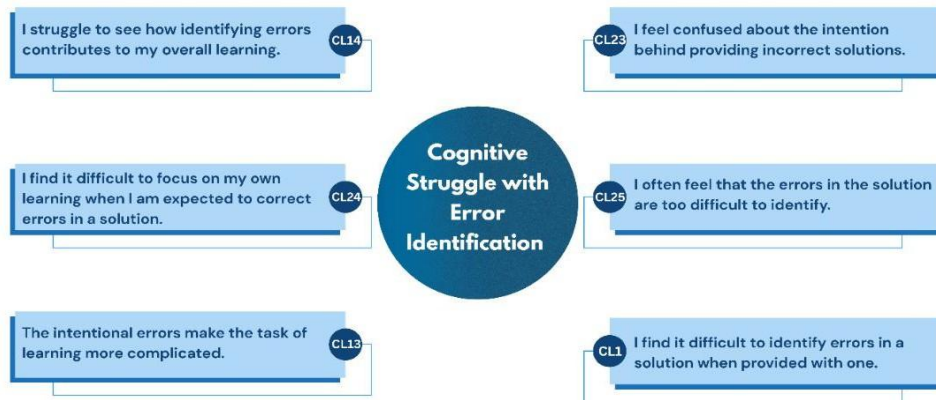 I struggle to see how identifying errors
contributes to my overall learning.
CL14
CL23
I feel confused about the intention
behind providing incorrect solutions.
Cognitive
Struggle with
Error
Identification
I find it difficult to focus on my own
learning when I am expected to correct
errors in a solution.
CL24
CL25
I often feel that the errors in the solution
are too difficult to identify.
The intentional errors make the task of
learning more complicated.
CL13
CL1
I find it difficult to identify errors in a
solution when provided with one.